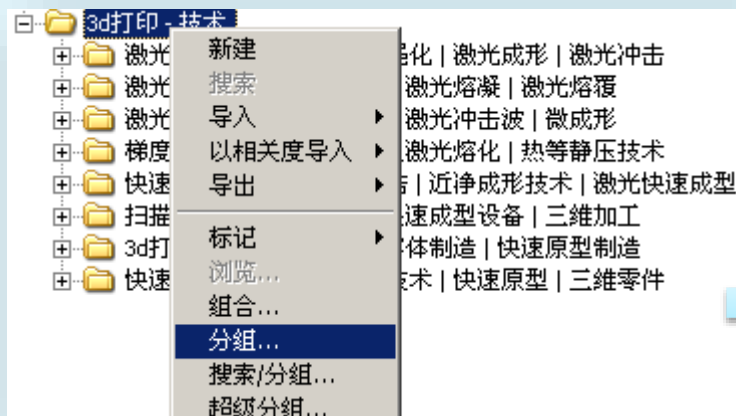 3d打印 - 技术
激光
强化 | 激光成形 | 激光冲击
激光
激光熔凝 | 激光熔覆
激光
激光冲击波 | 微成形
梯度
激光熔化 | 热等静压技术
快速
| 近净成形技术 | 激光快速成型
扫描
速成型设备 | 三维加工
3d打
体制造 | 快速原型制造
快速
术 | 快速原型 | 三维零件
新建
搜索
导入
以相关度导入
导出
标记
浏览...
组合...
分组...
搜索/分组...
超级分组...